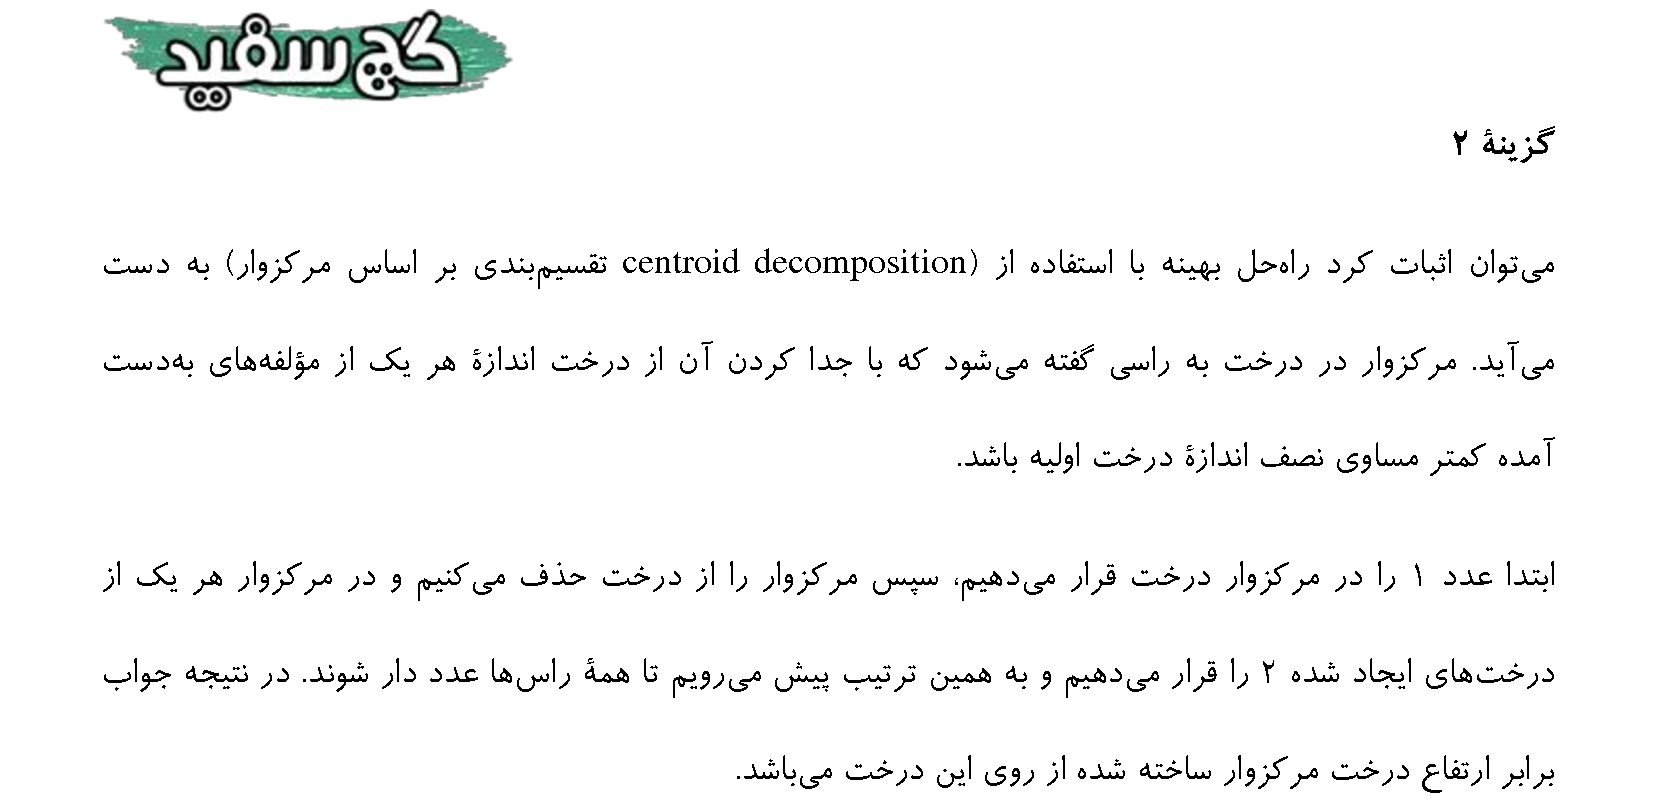 گچ سفید
گزینهٔ ۲
می‌توان اثبات کرد راه‌حل بهینه با استفاده از (centroid decomposition تقسیم‌بندی بر اساس مرکزوار) به دست
می‌آید. مرکزوار در درخت به راسی گفته می‌شود که با جدا کردن آن از درخت اندازهٔ هر یک از مؤلفه‌های به‌دست
آمده کمتر مساوی نصف اندازهٔ درخت اولیه باشد.
ابتدا عدد ۱ را در مرکزوار درخت قرار می‌دهیم، سپس مرکزوار را از درخت حذف می‌کنیم و در مرکزوار هر یک از
درخت‌های ایجاد شده ۲ را قرار می‌دهیم و به همین ترتیب پیش می‌رویم تا همهٔ راس‌ها عدد دار شوند. در نتیجه جواب
برابر ارتفاع درخت مرکزوار ساخته شده از روی این درخت می‌باشد.